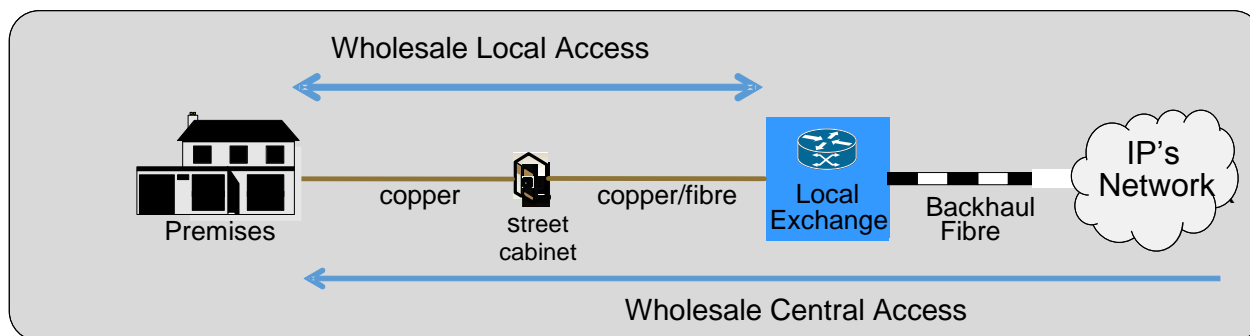 Wholesale Local Access
Premises
copper
street
cabinet
copper/fibre
Local
Exchange
Backhaul
Fibre
IP's
Network
Wholesale Central Access